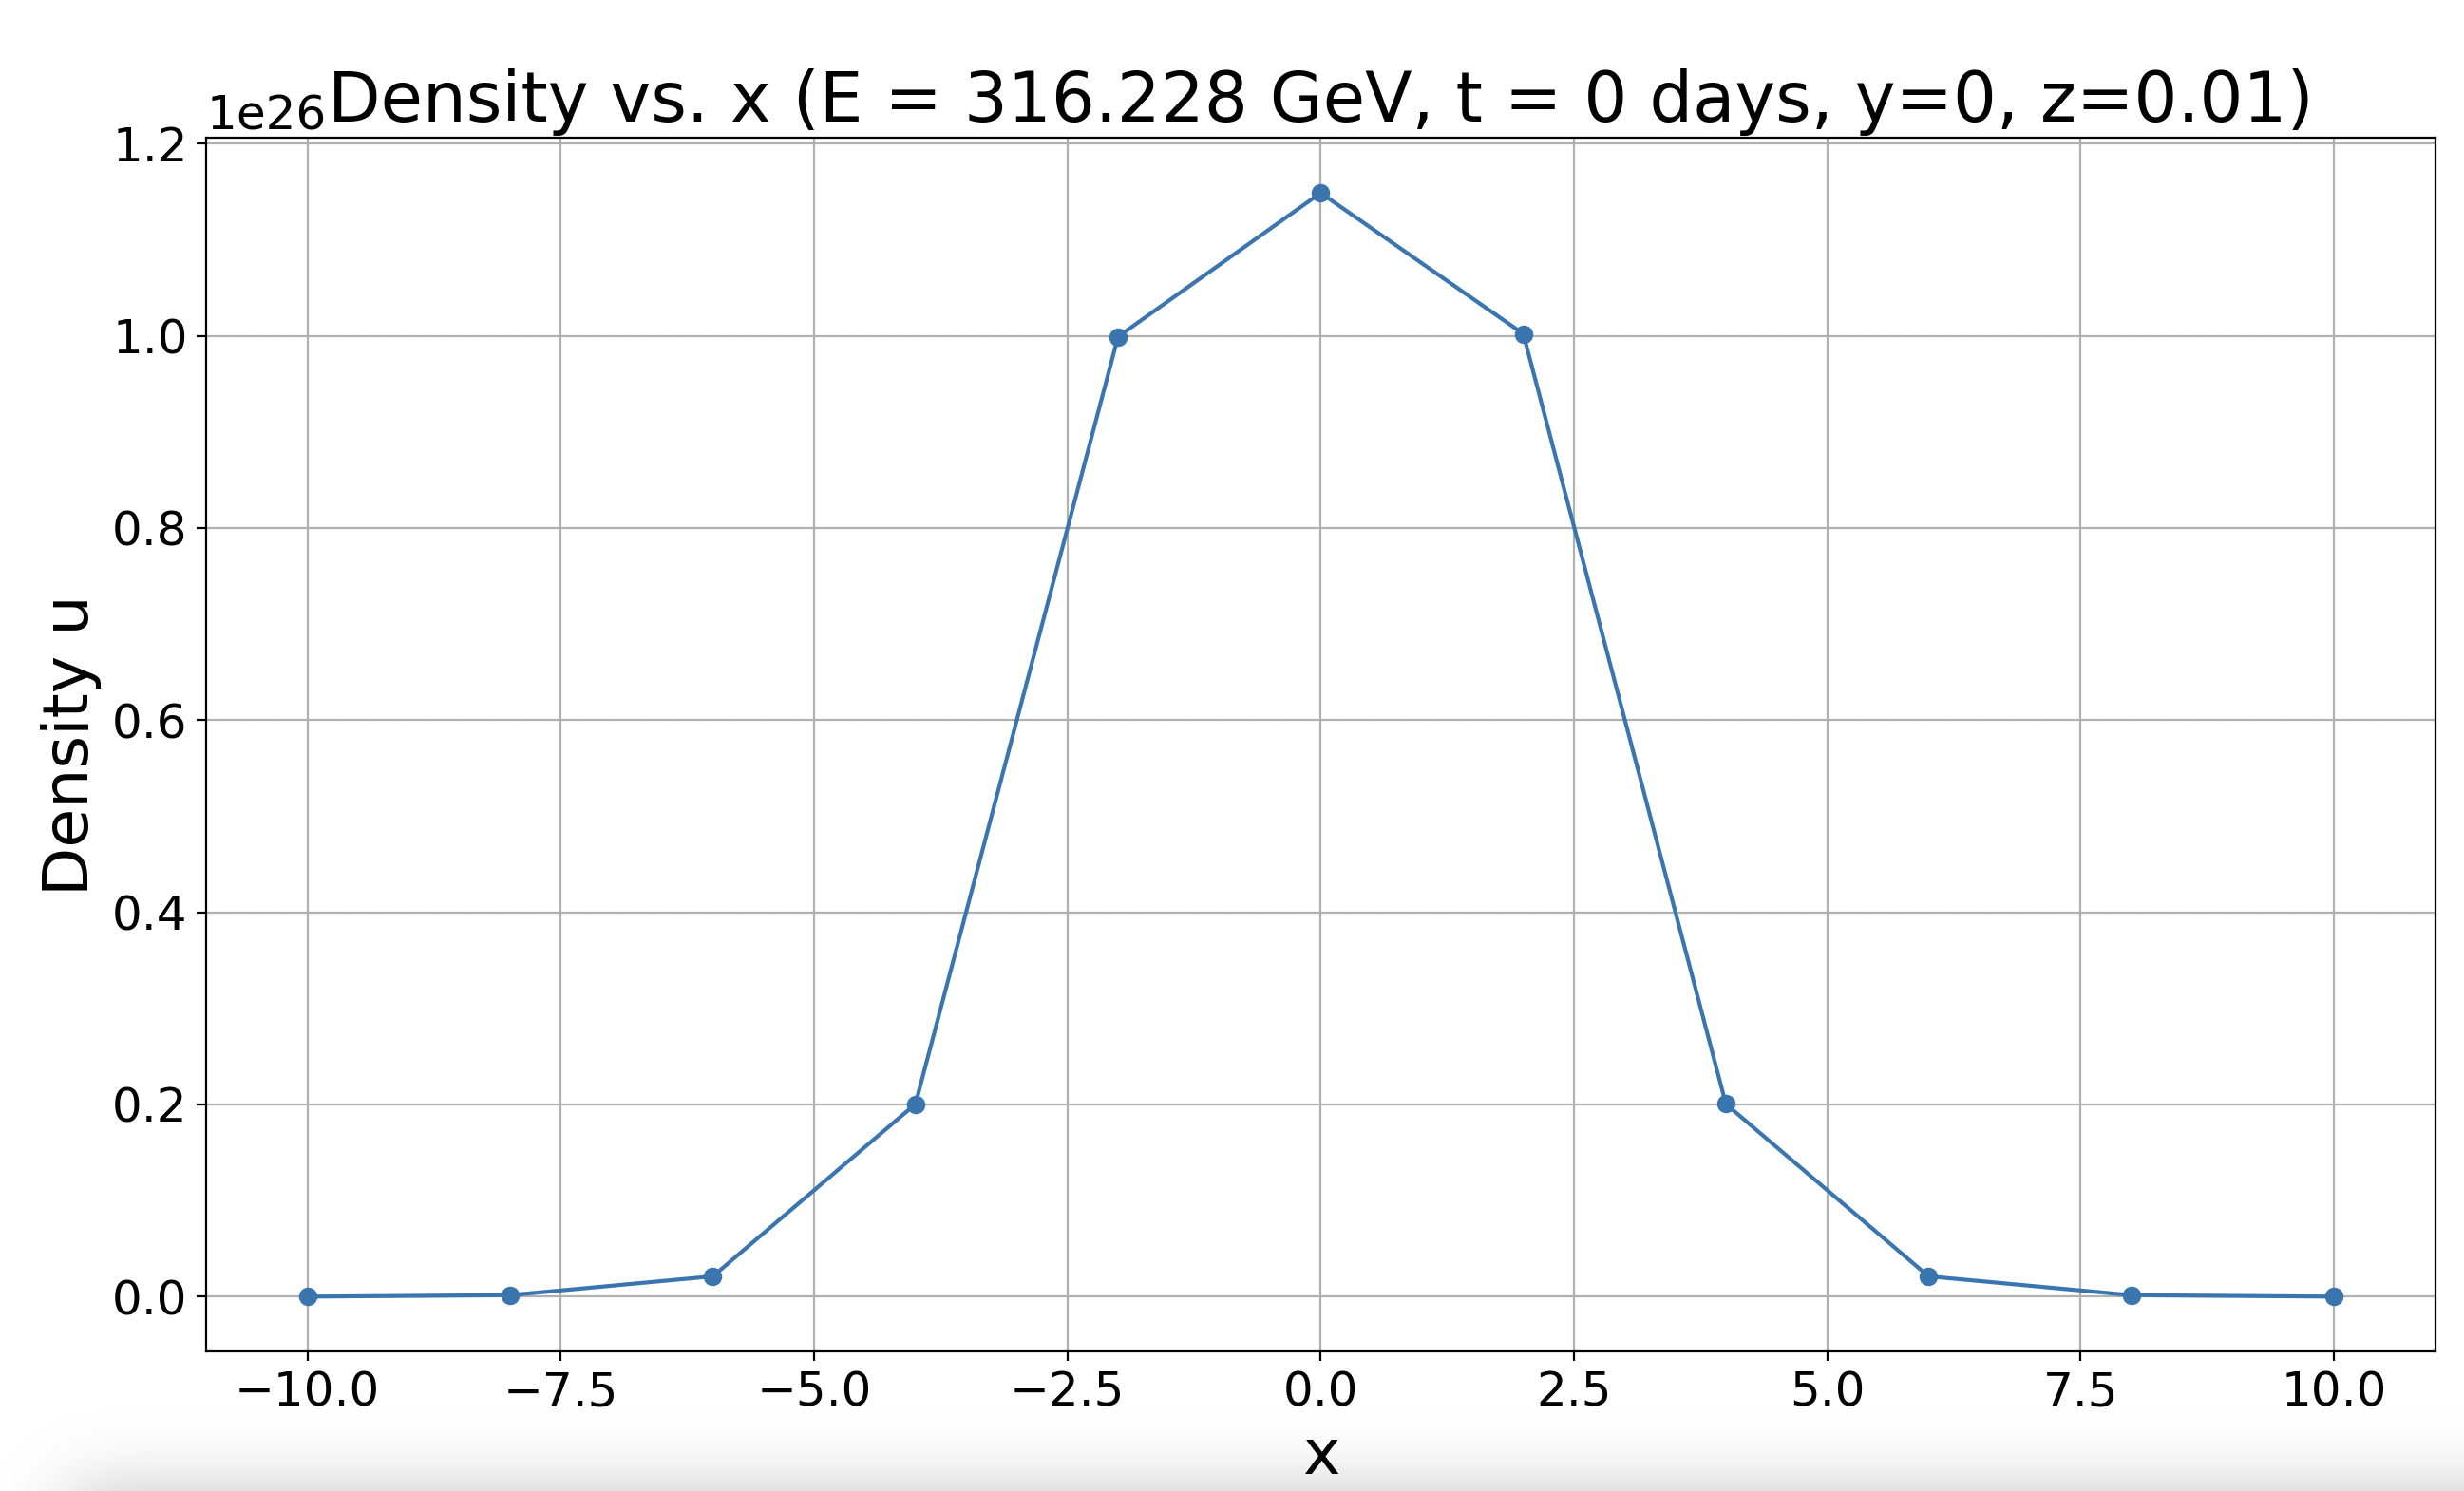 1e26
Density vs. x (E = 316.228 GeV, t = 0 days, y=0, z=0.01)
1.2
1.0
0.8
0.6
0.4
0.2
0.0
Density u
−10.0 −7.5 −5.0 −2.5 0.0 2.5 5.0 7.5 10.0
x